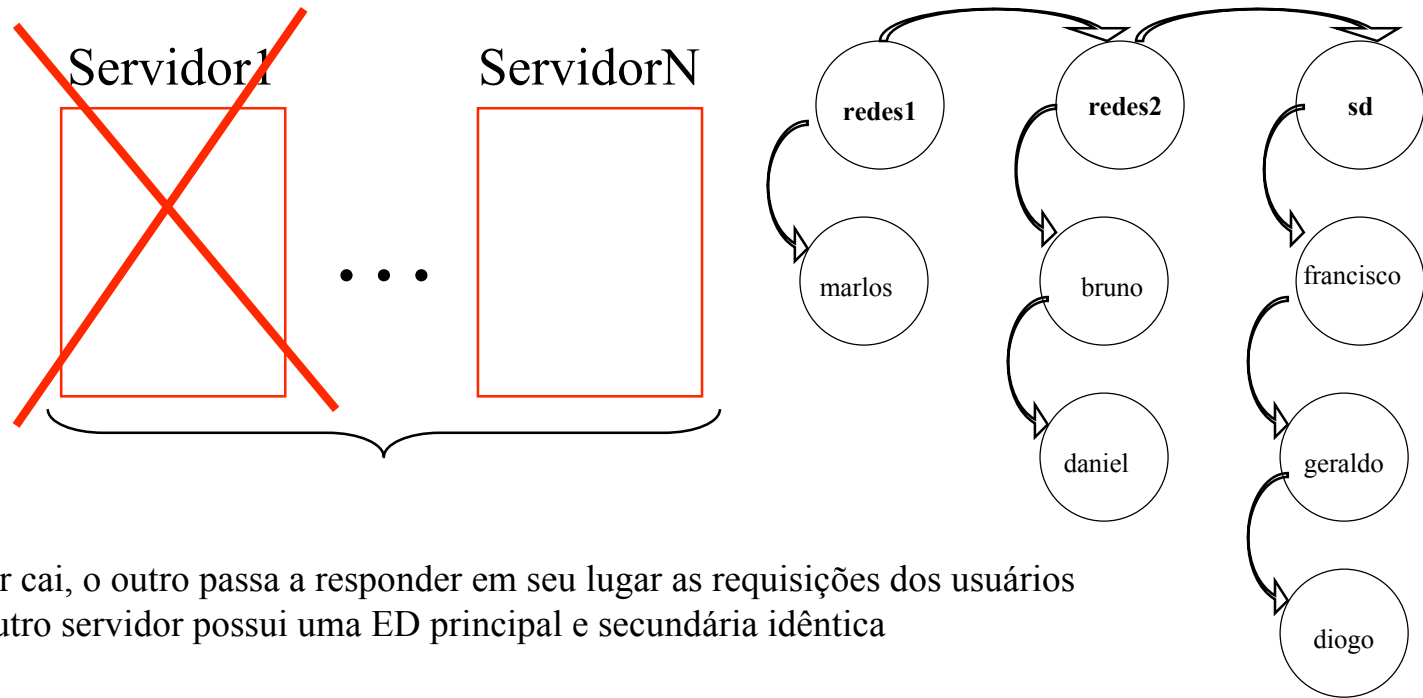 Servidor1
ServidorN
. . .
redes1
redes2
sd
marlos
bruno
francisco
daniel
geraldo
diogo
r cai, o outro passa a responder em seu lugar as requisições dos usuários
utro servidor possui uma ED principal e secundária idêntica